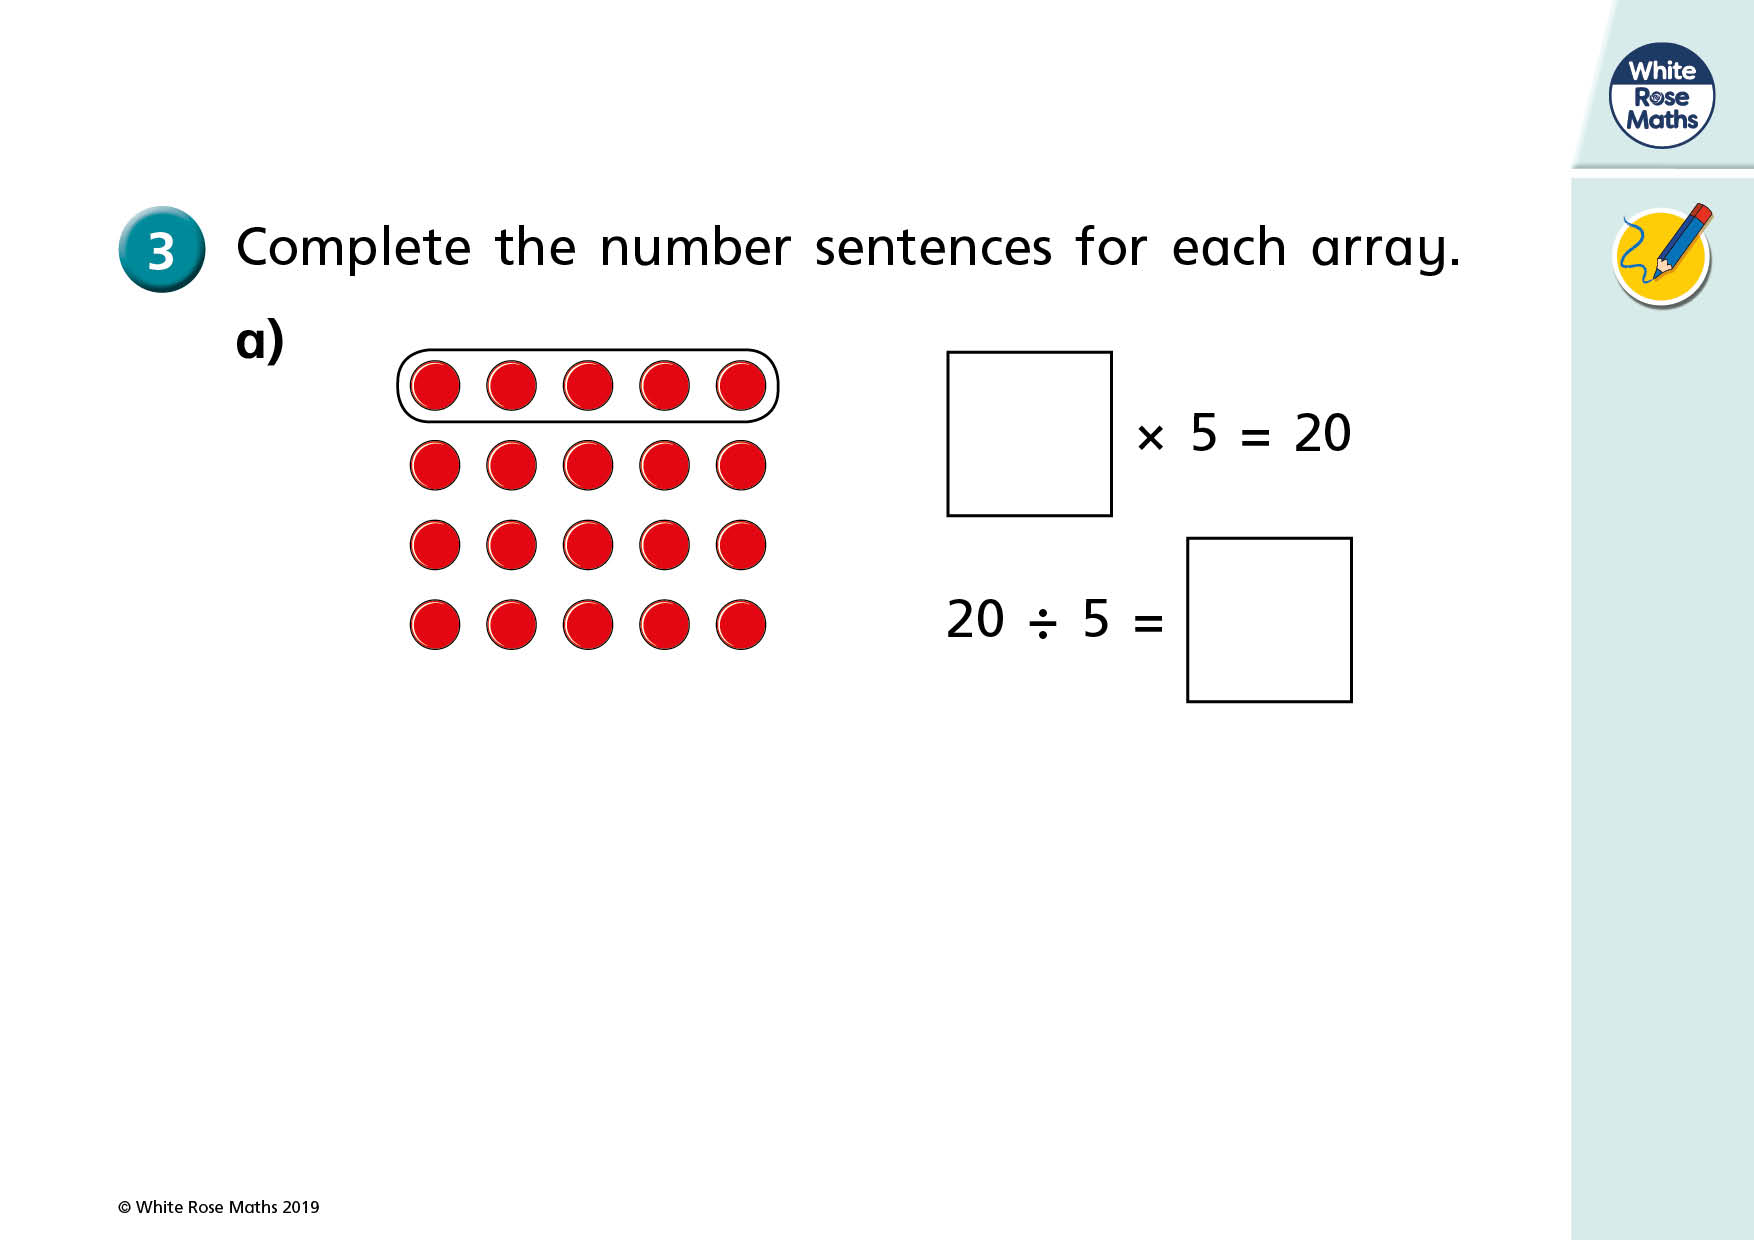 White
Rose
Maths
3 Complete the number sentences for each array.
a)
× 5 = 20
20 ÷ 5 =
© White Rose Maths 2019